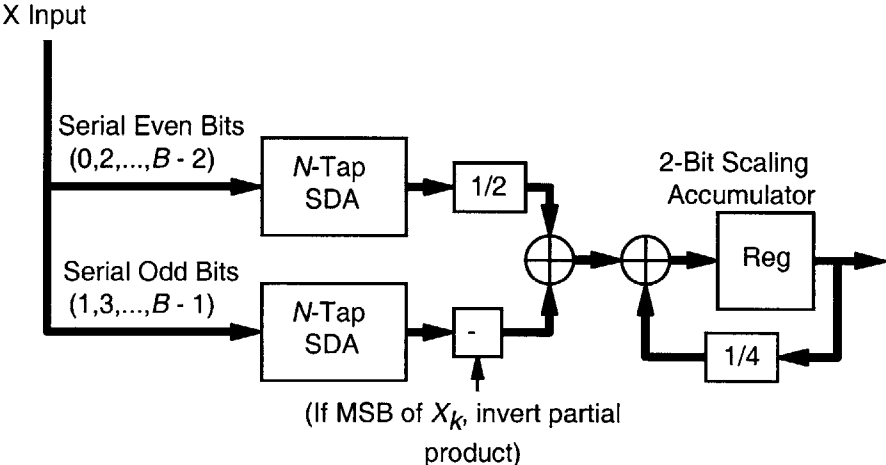 X Input
Serial Even Bits
(0,2,...,B - 2)
N-Tap
SDA
1/2
2-Bit Scaling
Accumulator
Reg
Serial Odd Bits
(1,3,...,B - 1)
N-Tap
SDA
-
1/4
(If MSB of Xk, invert partial
product)